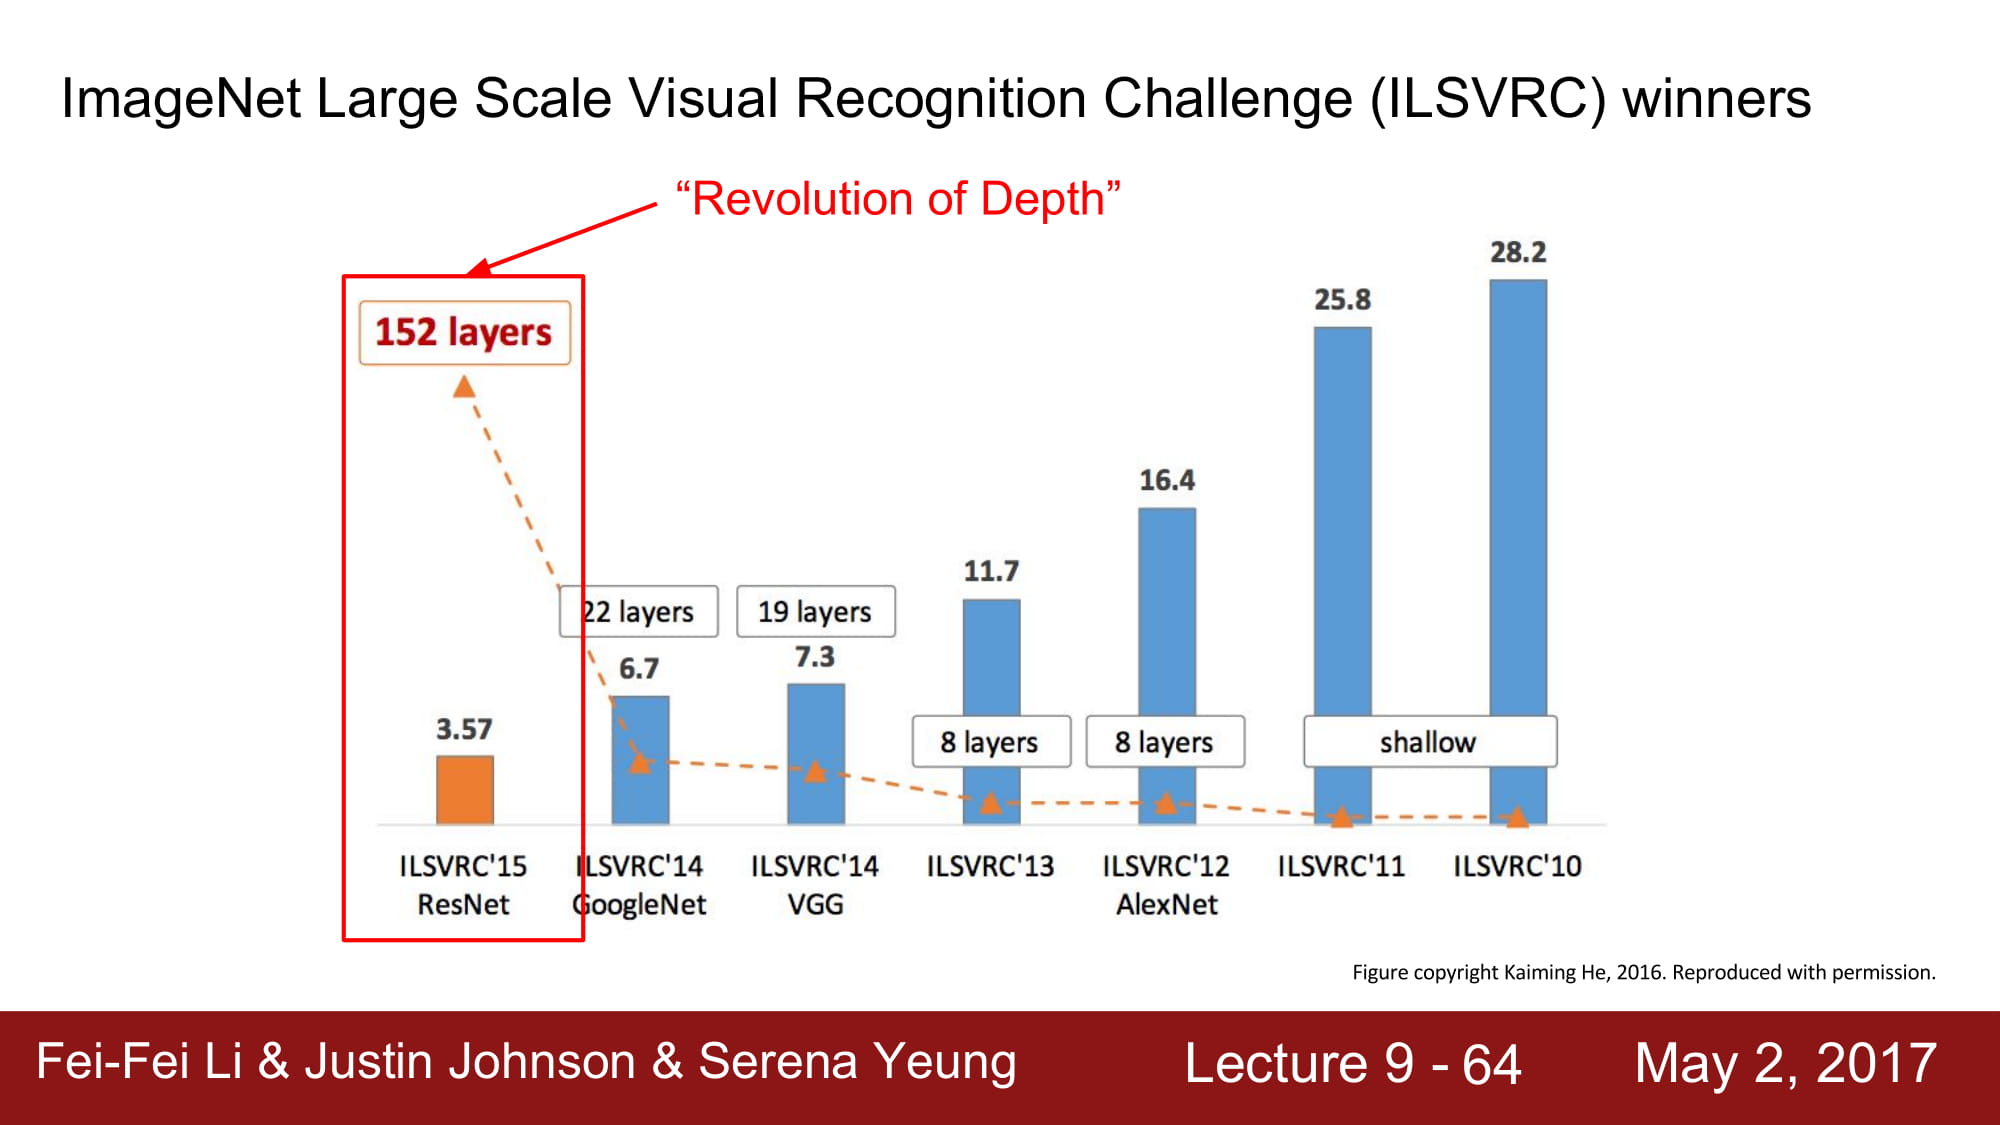 ImageNet Large Scale Visual Recognition Challenge (ILSVRC) winners
“Revolution of Depth”
152 layers
28.2
25.8
16.4
11.7
22 layers
19 layers
7.3
6.7
3.57
8 layers
8 layers
shallow
ILSVRC'15
ResNet
ILSVRC'14
GoogleNet
ILSVRC'14
VGG
ILSVRC'13
ILSVRC'12
AlexNet
ILSVRC'11
ILSVRC'10
Figure copyright Kaiming He, 2016. Reproduced with permission.
Fei-Fei Li & Justin Johnson & Serena Yeung
Lecture 9 - 64
May 2, 2017